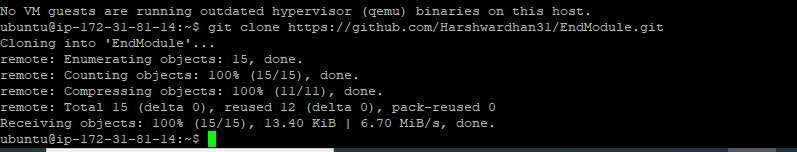 No VM guests are running outdated hypervisor (qemu) binaries on this host.
ubuntu@ip-172-31-81-14:~$ git clone https://github.com/Harshwardhan31/EndModule.git
Cloning into 'EndModule'...
remote: Enumerating objects: 15, done.
remote: Counting objects: 100% (15/15), done.
remote: Compressing objects: 100% (11/11), done.
remote: Total 15 (delta 0), reused 12 (delta 0), pack-reused 0
Receiving objects: 100% (15/15), 13.40 KiB | 6.70 MiB/s, done.
ubuntu@ip-172-31-81-14:~$